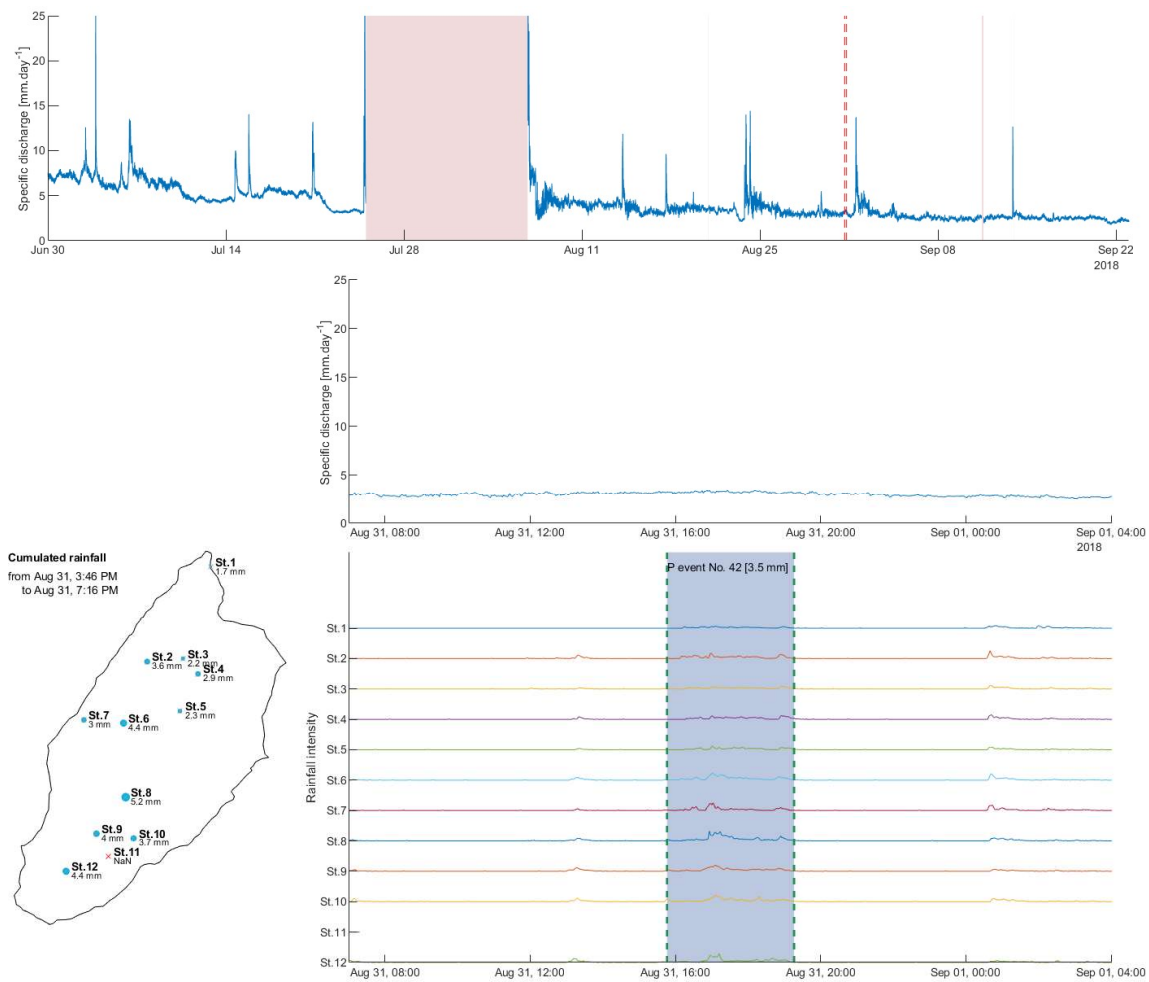 Specific discharge [mm.day-1]
25
20
15
10
5
0
Jun 30
Jul 14
Jul 28
Aug 11
Aug 25
Sep 08
Sep 22
2018
Specific discharge [mm.day-1]
25
20
15
10
5
0
Aug 31, 08:00
Aug 31, 12:00
Aug 31, 16:00
Aug 31, 20:00
Sep 01, 00:00
Sep 01, 04:00
2018
Cumulated rainfall
from Aug 31, 3:46 PM
to Aug 31, 7:16 PM
St.1
1.7 mm
St.2
3.6 mm
St.3
2.2 mm
St.4
2.9 mm
St.5
2.3 mm
St.7
3 mm
St.6
4.4 mm
St.8
5.2 mm
St.9
4 mm
St.10
3.7 mm
St.11
NaN
St.12
4.4 mm
P event No. 42 [3.5 mm]
Rainfall intensity
St.1
St.2
St.3
St.4
St.5
St.6
St.7
St.8
St.9
St.10
St.11
St.12
Aug 31, 08:00
Aug 31, 12:00
Aug 31, 16:00
Aug 31, 20:00
Sep 01, 00:00
Sep 01, 04:00